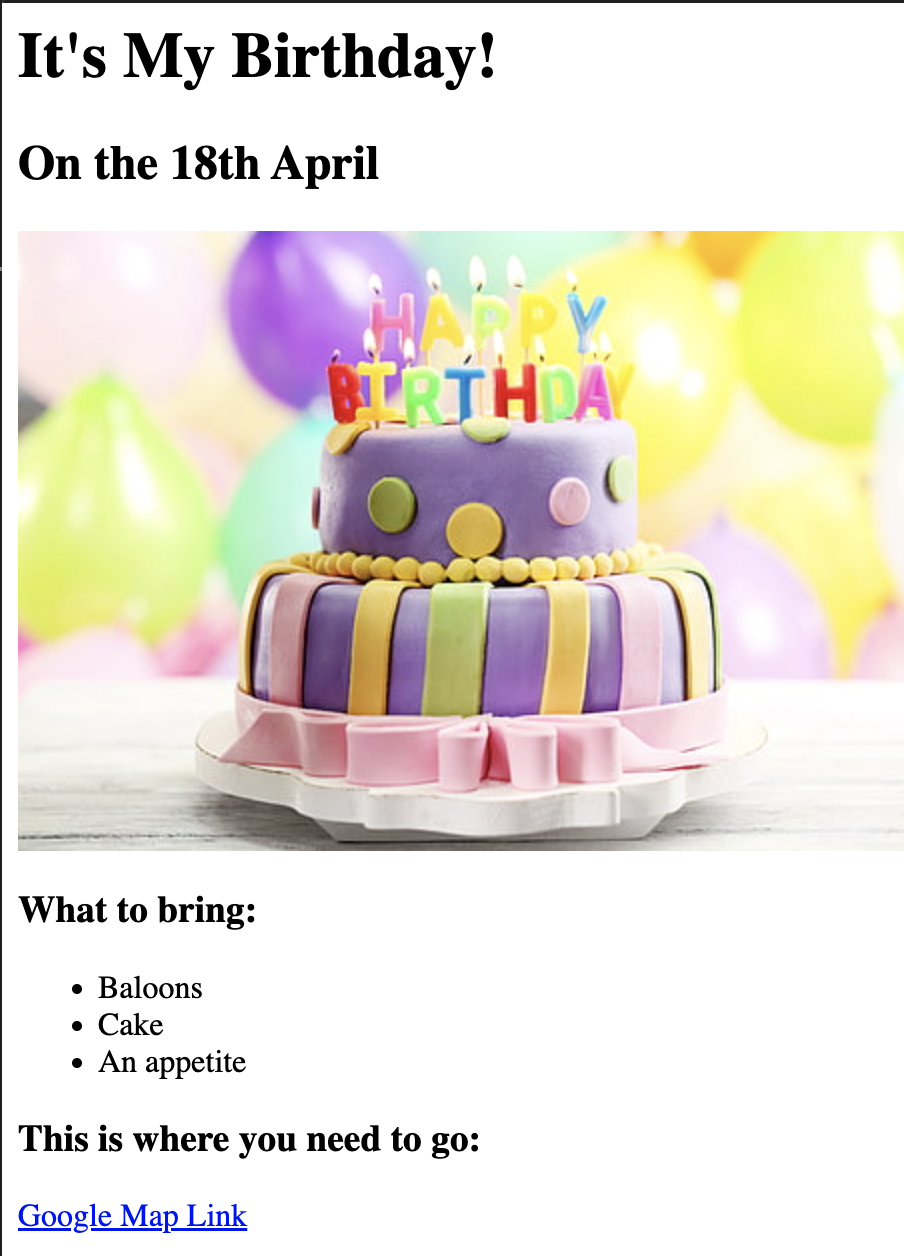 It's My Birthday!
On the 18th April
HAPPY
BIRTHDAY
What to bring:
Baloons
Cake
An appetite
This is where you need to go:
Google Map Link